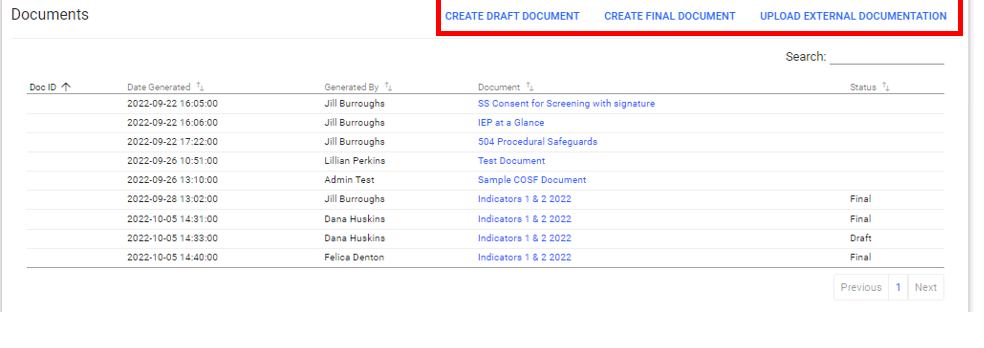 Documents CREATE DRAFT DOCUMENT CREATE FINAL DOCUMENT UPLOAD EXTERNAL DOCUMENTATION
Search:
Doc ID Date Generated Generated By Document Status
2022-09-22 16:05:00 Jill Burroughs SS Consent for Screening with signature
2022-09-22 16:06:00 Jill Burroughs IEP at a Glance
2022-09-22 17:22:00 Jill Burroughs 504 Procedural Safeguards
2022-09-26 10:51:00 Lillian Perkins Test Document
2022-09-26 13:10:00 Admin Test Sample COSF Document
2022-09-28 13:02:00 Jill Burroughs Indicators 1 & 2 2022 Final
2022-10-05 14:31:00 Dana Huskins Indicators 1 & 2 2022 Final
2022-10-05 14:33:00 Dana Huskins Indicators 1 & 2 2022 Draft
2022-10-05 14:40:00 Felica Denton Indicators 1 & 2 2022 Final
Previous 1 Next